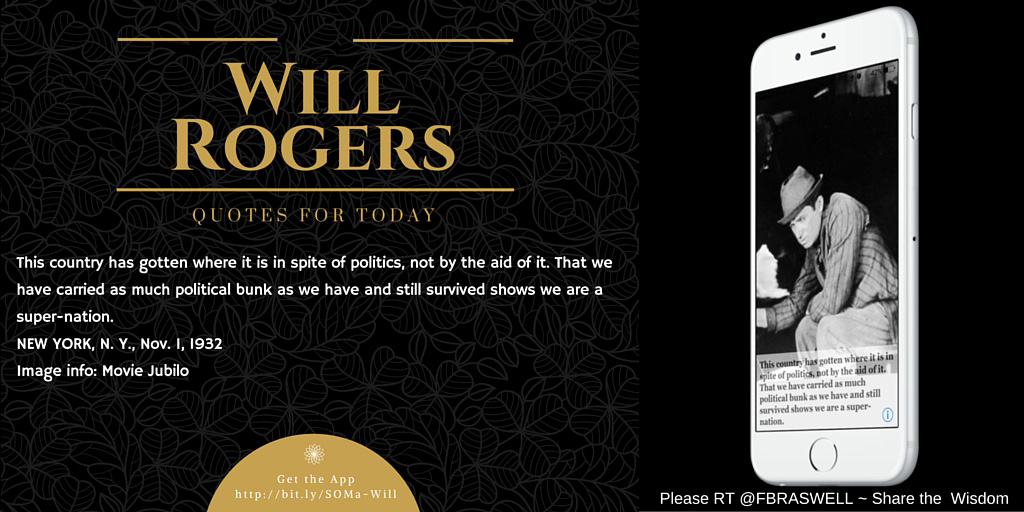 WILL
ROGERS
QUOTES FOR TODAY
This country has gotten where it is in spite of politics, not by the aid of it. That we
have carried as much political bunk as we have and still survived shows we are a
super-nation.
NEW YORK, N. Y., Nov. 1, 1932
Image info: Movie Jubilo
Get the App
http://bit.ly/SOMa-Will
This country has gotten where it is in
spite of politics, not by the aid of it.
That we have carried as much
political bunk as we have and still
survived shows we are a super-
nation.
i
Please RT @FBRASWELL ~ Share the  Wisdom